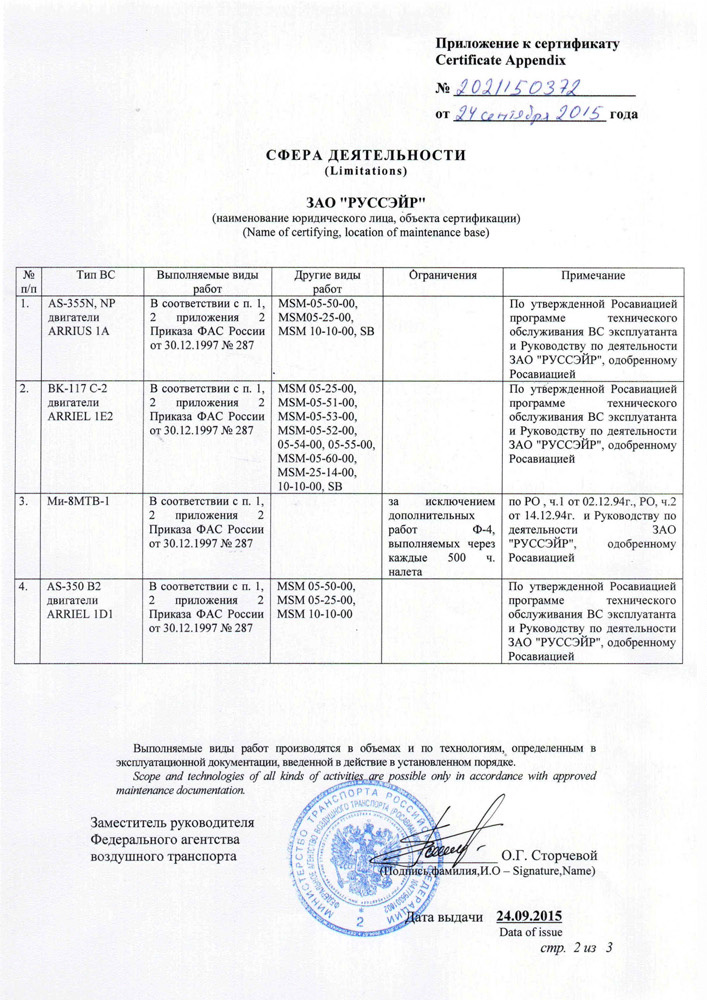 Приложение к сертификату
Certificate Appendix
№ 2021150372
от 24 сентября 2015 года
СФЕРА ДЕЯТЕЛЬНОСТИ
(Limitations)
ЗАО "РУССЭЙР"
(наименование юридического лица, объекта сертификации)
(Name of certifying, location of maintenance base)
№ п/п
Тип ВС
Выполняемые виды
работ
Другие виды
работ
Ограничения
Примечание
1.
AS-355N, NP
двигатели
ARRIUS 1A
В соответствии с п. 1,
2 приложения 2
Приказа ФАС России
от 30.12.1997 № 287
MSM-05-50-00,
MSM05-25-00,
MSM 10-10-00, SB
По утвержденной Росавиацией
программе технического
обслуживания ВС эксплуатанта
и Руководству по деятельности
ЗАО "РУССЭЙР", одобренному
Росавиацией
2.
BK-117 C-2
двигатели
ARRIEL 1E2
В соответствии с п. 1,
2 приложения 2
Приказа ФАС России
от 30.12.1997 № 287
MSM 05-25-00,
MSM-05-51-00,
MSM-05-53-00,
MSM-05-52-00,
05-54-00, 05-55-00,
MSM-05-60-00,
MSM-25-14-00,
10-10-00, SB
По утвержденной Росавиацией
программе технического
обслуживания ВС эксплуатанта
и Руководству по деятельности
ЗАО "РУССЭЙР", одобренному
Росавиацией
3.
Ми-8МТВ-1
В соответствии с п. 1,
2 приложения 2
Приказа ФАС России
от 30.12.1997 № 287
за исключением
дополнительных
работ Ф-4,
выполняемых через
каждые 500 ч.
налета
по РО , ч.1 от 02.12.94г., РО, ч.2
от 14.12.94г. и Руководству по
деятельности ЗАО
"РУССЭЙР", одобренному
Росавиацией
4.
AS-350 B2
двигатели
ARRIEL 1D1
В соответствии с п. 1,
2 приложения 2
Приказа ФАС России
от 30.12.1997 № 287
MSM 05-50-00,
MSM 05-25-00,
MSM 10-10-00
По утвержденной Росавиацией
программе технического
обслуживания ВС эксплуатанта
и Руководству по деятельности
ЗАО "РУССЭЙР", одобренному
Росавиацией
Выполняемые виды работ производятся в объемах и по технологиям, определенным в
эксплуатационной документации, введенной в действие в установленном порядке.
Scope and technologies of all kinds of activities are possible only in accordance with approved
maintenance documentation.
Заместитель руководителя
Федерального агентства
воздушного транспорта
О.Г. Сторчевой
(Подпись,фамилия,И.О – Signature,Name)
МИНИСТЕРСТВО ТРАНСПОРТА РОССИЙСКОЙ ФЕДЕРАЦИИ
* 2
Дата выдачи 24.09.2015
Date of issue
стр. 2 из 3